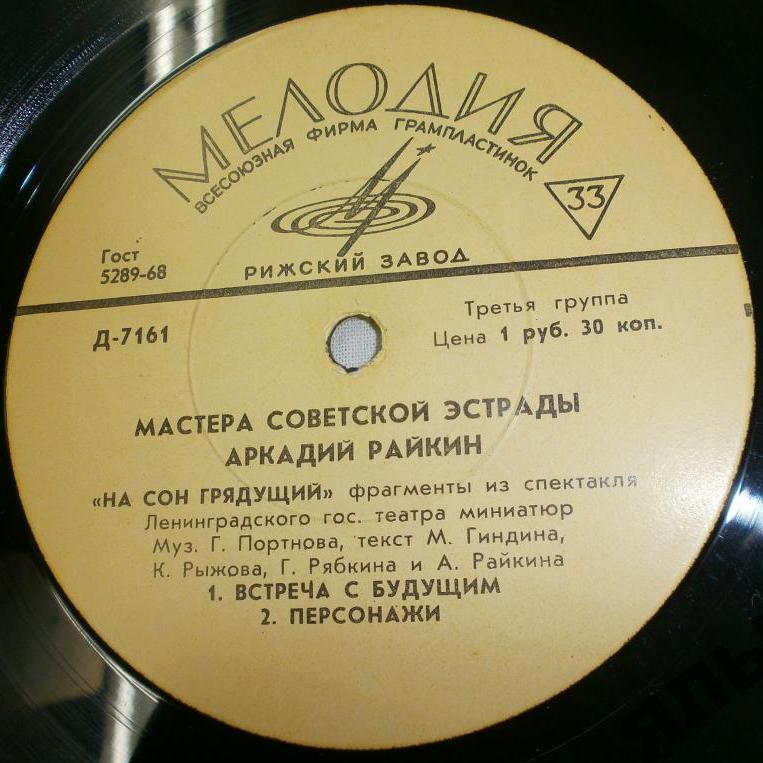 МЕЛОДИЯ
ВСЕСОЮЗНАЯ ФИРМА ГРАМПЛАСТИНОК
33
РИЖСКИЙ ЗАВОД
Гост
5289-68
Д-7161
Третья группа
Цена 1 руб. 30 коп.
МАСТЕРА СОВЕТСКОЙ ЭСТРАДЫ
АРКАДИЙ РАЙКИН
«НА СОН ГРЯДУЩИЙ» фрагменты из спектакля
Ленинградского гос. театра миниатюр
Муз. Г. Портнова, текст М. Гиндина,
К. Рыжова, Г. Рябкина и А. Райкина
1. ВСТРЕЧА С БУДУЩИМ
2. ПЕРСОНАЖИ